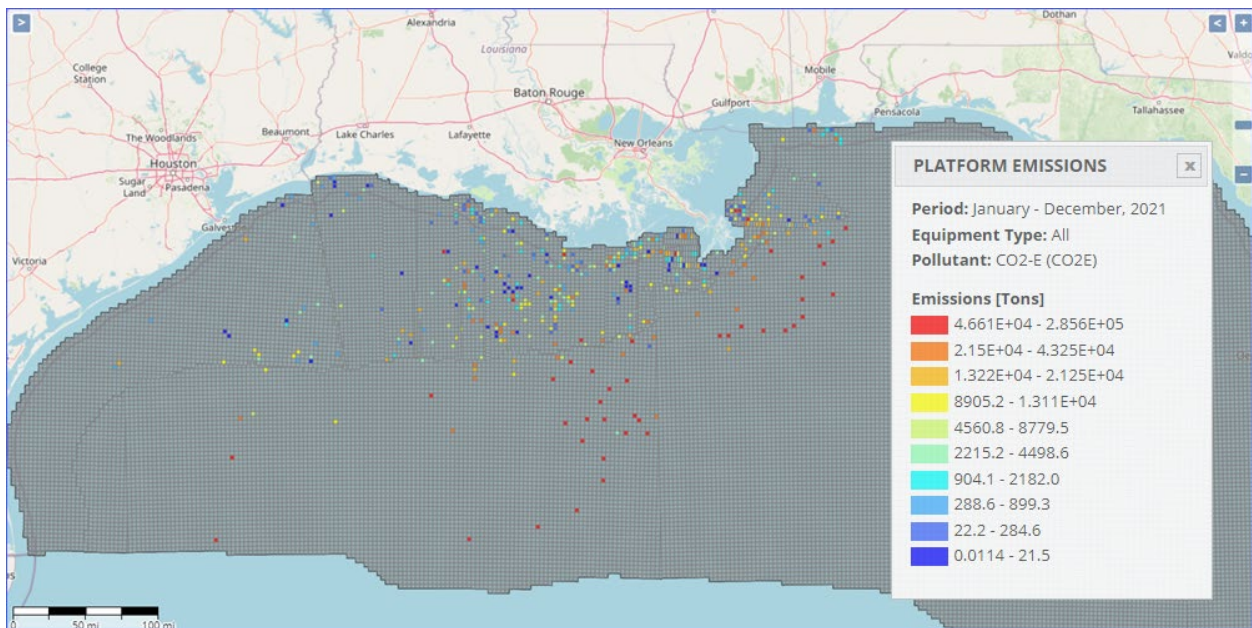 >
Alexandria
Dothan
<
+
Louisiana
College
Station
Valdo
Baton Rouge
Mobile
Gulfport
Pensacola
Tallahassee
The Woodlands
Beaumont
Lake Charles
Lafayette
New Orleans
Houston
Sugar
Land
Pasadena
Galvest
Victoria
−
PLATFORM EMISSIONS
x
Period: January - December, 2021
Equipment Type: All
Pollutant: CO2-E (CO2E)
Emissions [Tons]
4.661E+04 - 2.856E+05
2.15E+04 - 4.325E+04
1.322E+04 - 2.125E+04
8905.2 - 1.311E+04
4560.8 - 8779.5
2215.2 - 4498.6
904.1 - 2182.0
288.6 - 899.3
22.2 - 284.6
0.0114 - 21.5
0 50 mi 100 mi